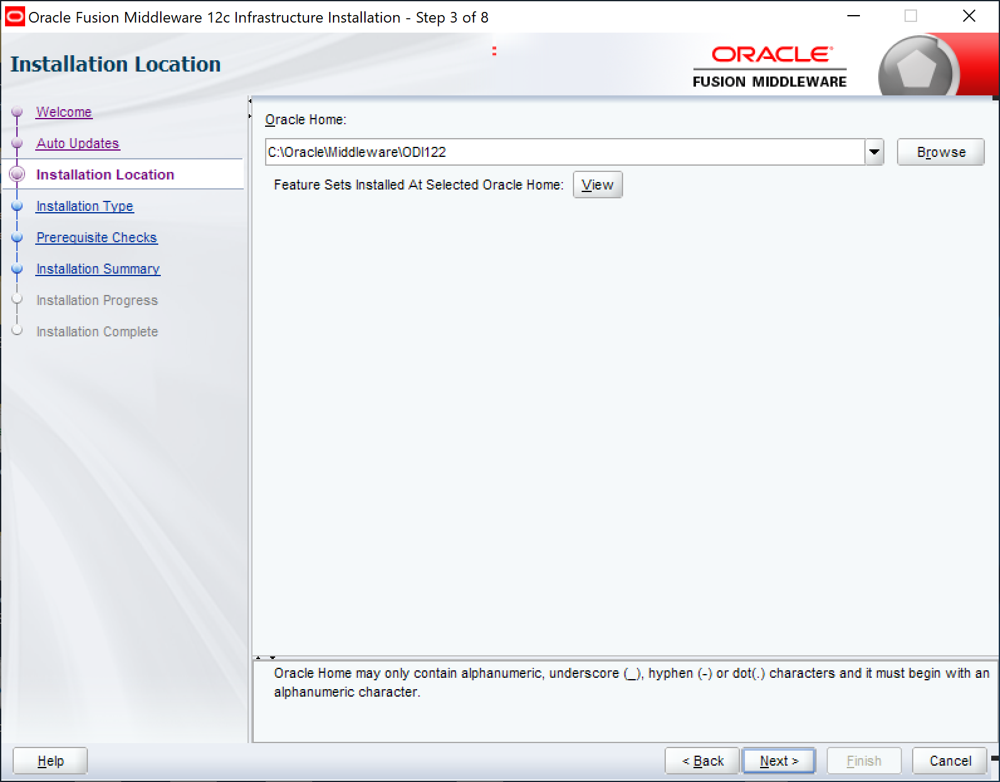 Oracle Fusion Middleware 12c Infrastructure Installation - Step 3 of 8
Installation Location
ORACLE
FUSION MIDDLEWARE
Welcome
Auto Updates
Installation Location
Installation Type
Prerequisite Checks
Installation Summary
Installation Progress
Installation Complete
Oracle Home:
C:\Oracle\Middleware\ODI122
Browse
Feature Sets Installed At Selected Oracle Home: View
Oracle Home may only contain alphanumeric, underscore (_), hyphen (-) or dot(.) characters and it must begin with an
alphanumeric character.
Help
< Back
Next >
Finish
Cancel